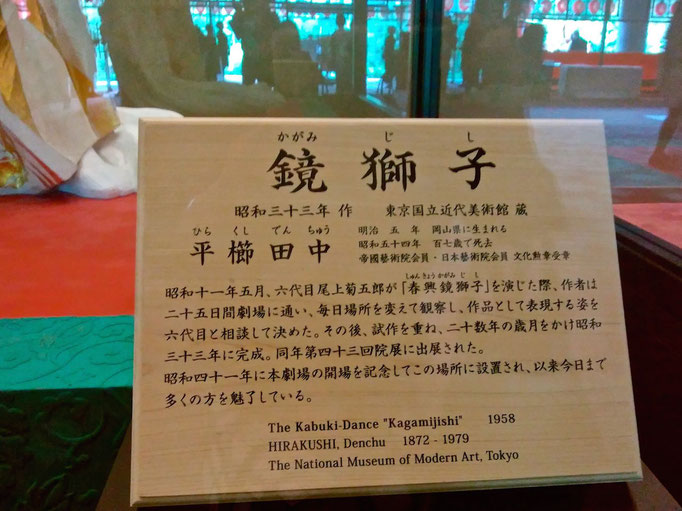 かがみ じ し
鏡獅子
昭和三十三年 作 東京国立近代美術館 蔵
ひら くし でん ちゅう
平櫛田中
明治 五年 岡山県に生まれる
昭和五十四年 百七歳で死去
帝國藝術院会員・日本藝術院会員 文化勲章受章
しゅんきょうかがみ じ し
昭和十一年五月、六代目尾上菊五郎が「春興鏡獅子」を演じた際、作者は
二十五日間劇場に通い、毎日場所を変えて観察し、作品として表現する姿を
六代目と相談して決めた。その後、試作を重ね、二十数年の歳月をかけ昭和
三十三年に完成。同年第四十三回院展に出展された。
昭和四十一年に本劇場の開場を記念してこの場所に設置され、以来今日まで
多くの方を魅了している。
The Kabuki-Dance "Kagamijishi" 1958
HIRAKUSHI, Denchu 1872 - 1979
The National Museum of Modern Art, Tokyo